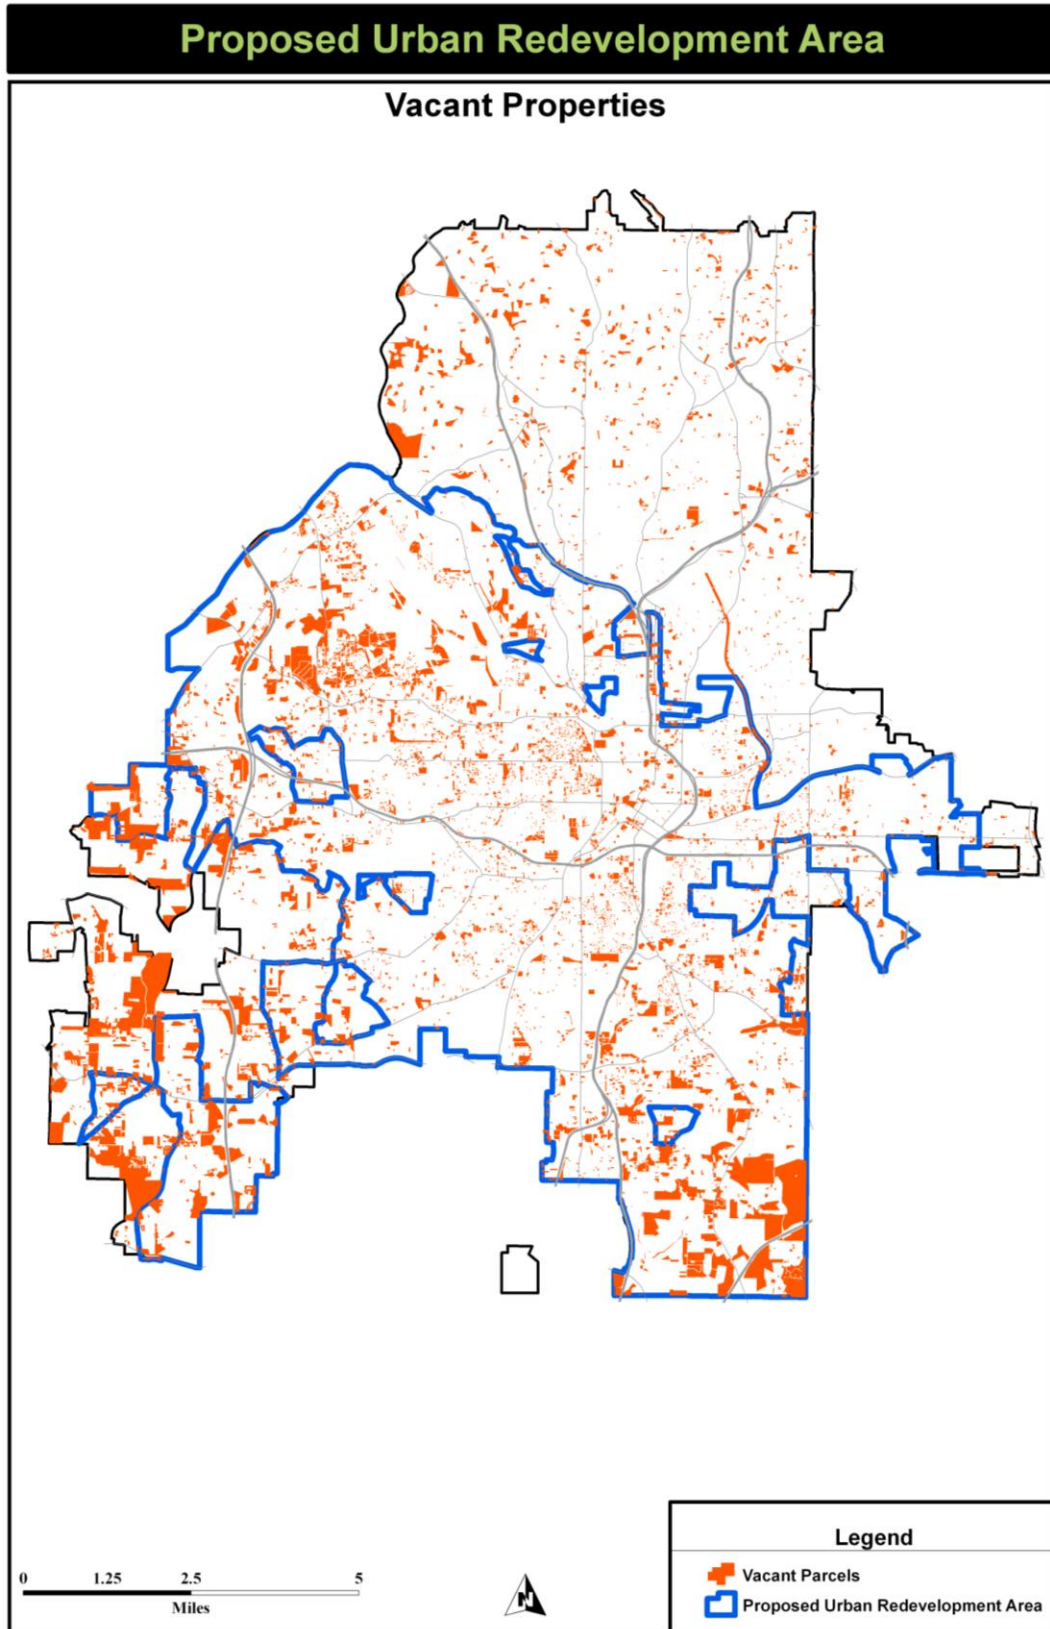 Proposed Urban Redevelopment Area
Vacant Properties
Legend
Vacant Parcels
Proposed Urban Redevelopment Area
0 1.25 2.5 5
Miles
N